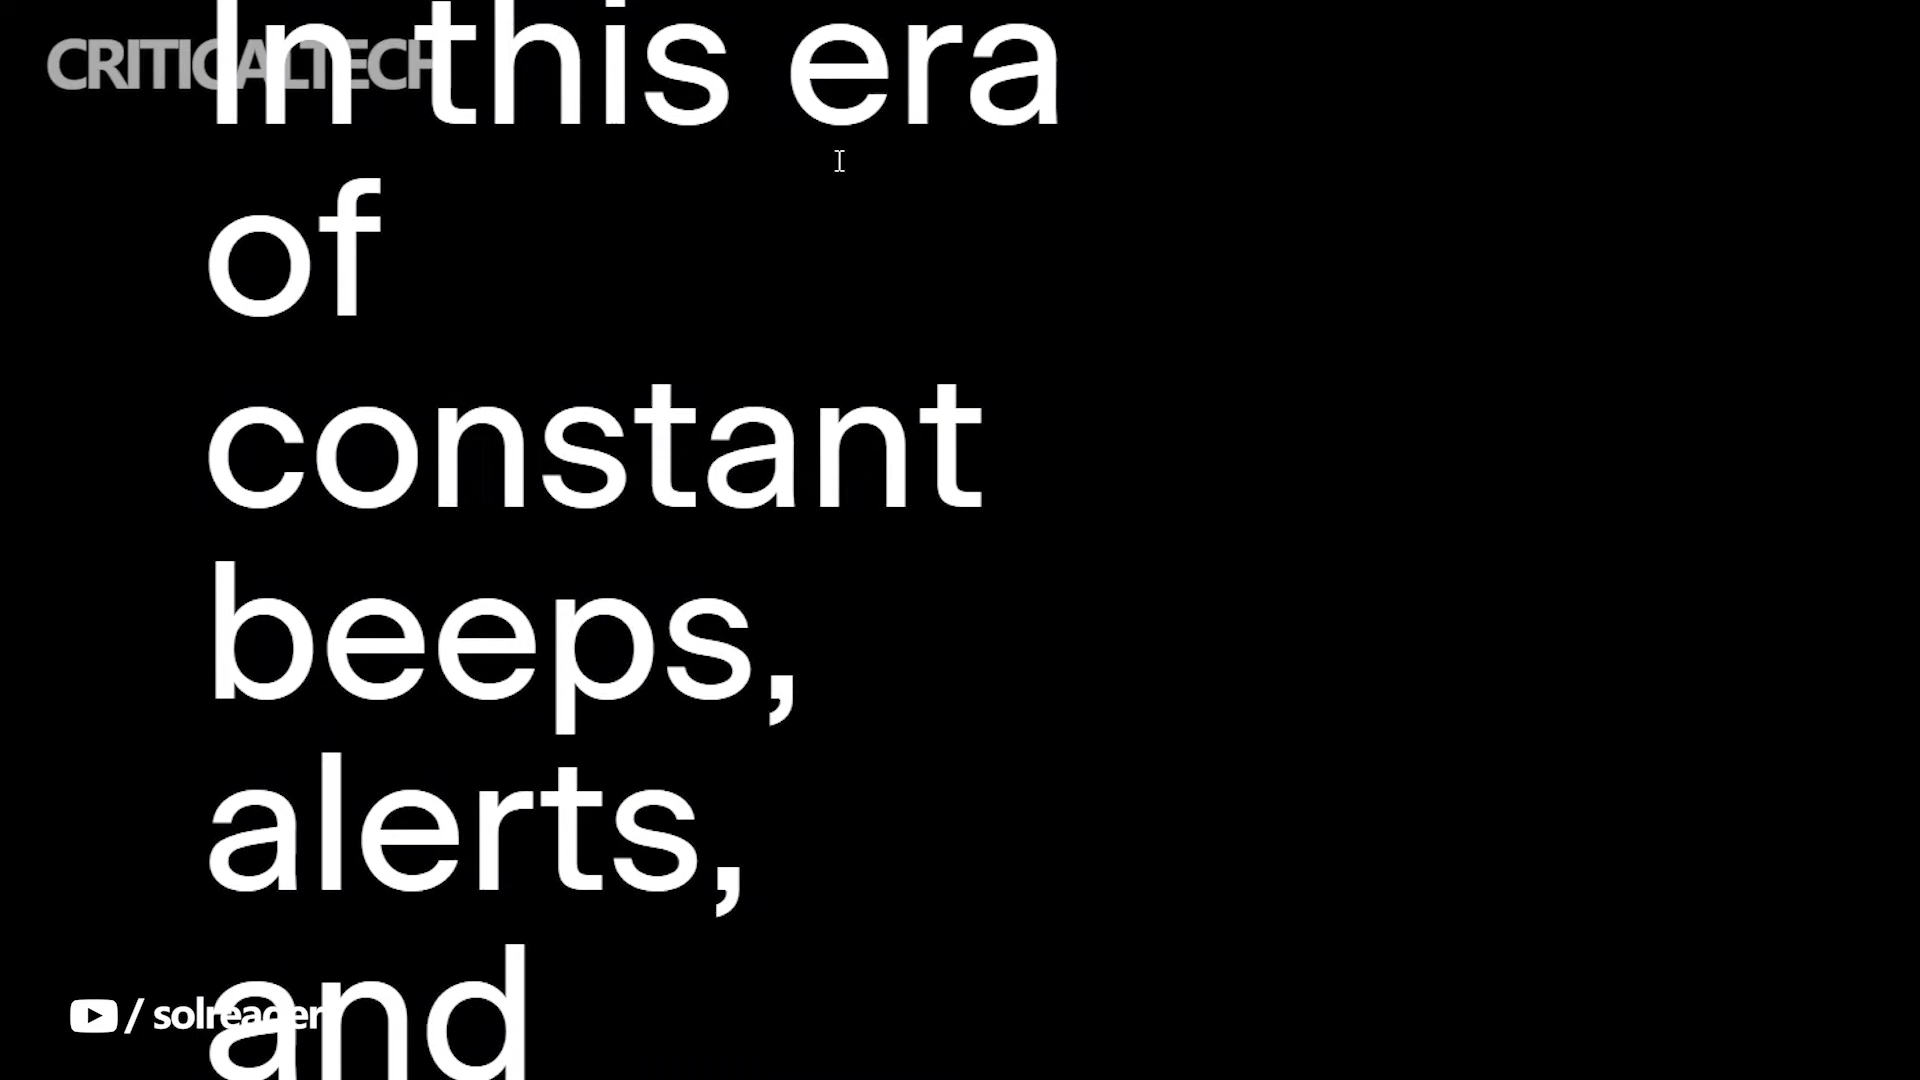 CRITICALTECH
In this era
of
constant
beeps,
alerts,
and
/ solreader